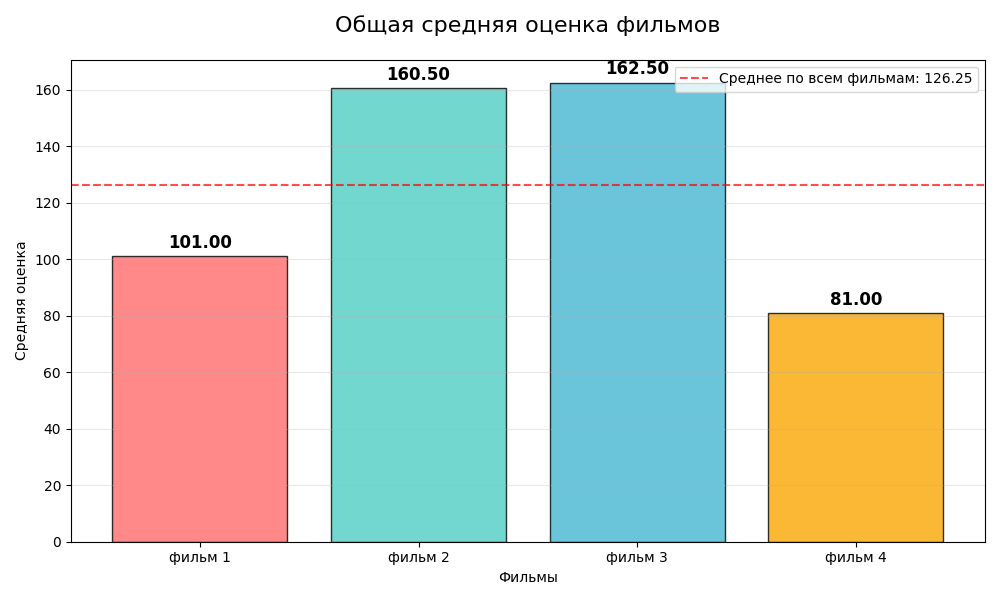 Общая средняя оценка фильмов
Среднее по всем фильмам: 126.25
Средняя оценка
160
140
120
100
80
60
40
20
0
101.00
160.50
162.50
81.00
фильм 1
фильм 2
фильм 3
фильм 4
Фильмы